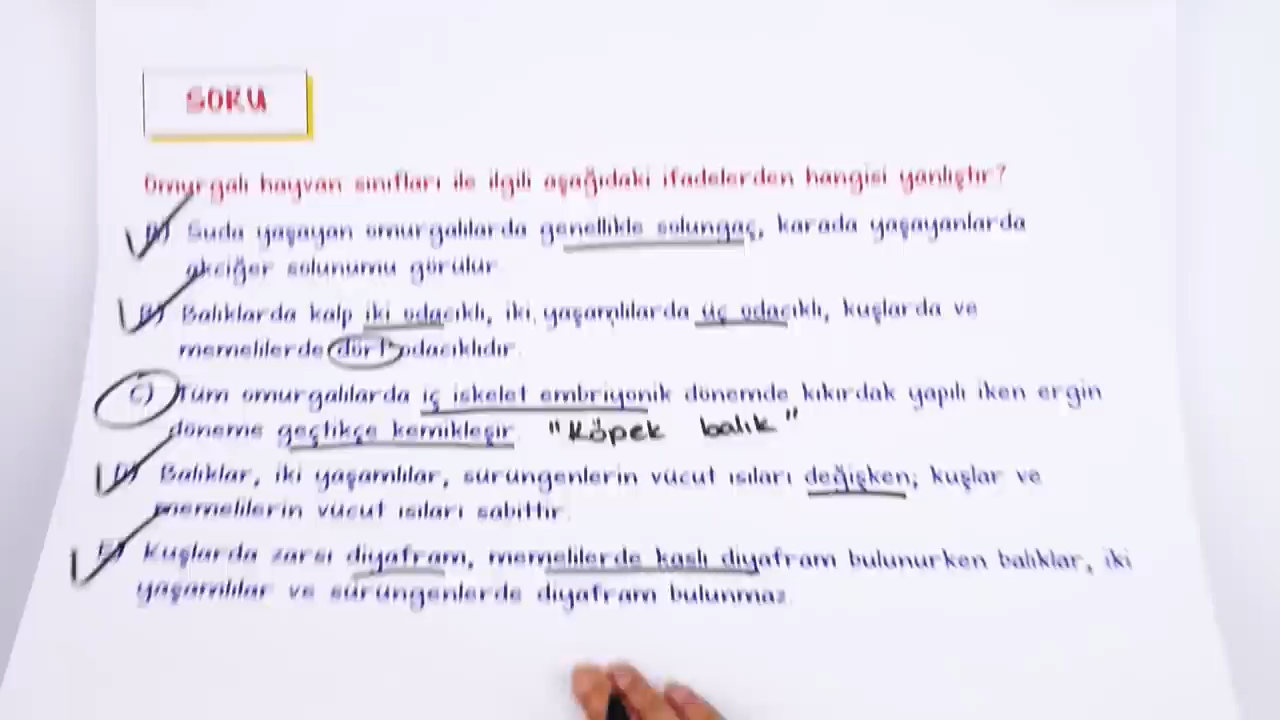 SORU
Omurgalı hayvan sınıfları ile ilgili aşağıdaki ifadelerden hangisi yanlıştır?
A) Suda yaşayan omurgalılarda genellikle solungaç, karada yaşayanlarda
akciğer solunumu görülür.
B) Balıklarda kalp iki odacıklı, iki yaşamlılarda üç odacıklı, kuşlarda ve
memelilerde dört odacıklıdır.
C) Tüm omurgalılarda iç iskelet embriyonik dönemde kıkırdak yapılı iken ergin
döneme geçtikçe kemikleşir. "Köpek balık"
D) Balıklar, iki yaşamlılar, sürüngenlerin vücut ısıları değişken; kuşlar ve
memelilerin vücut ısıları sabittir.
E) Kuşlarda zarsı diyafram, memelilerde kaslı diyafram bulunurken balıklar, iki
yaşamlılar ve sürüngenlerde diyafram bulunmaz.